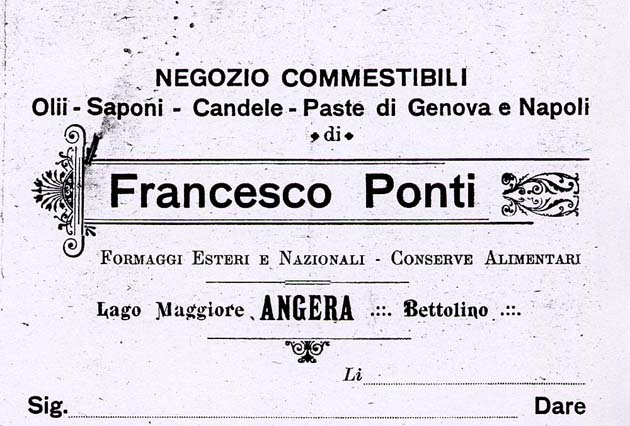 NEGOZIO COMMESTIBILI
Olii - Saponi - Candele - Paste di Genova e Napoli
di
Francesco Ponti
FORMAGGI ESTERI E NAZIONALI - CONSERVE ALIMENTARI
Lago Maggiore ANGERA .::. Bettolino .::.
Li
Sig. Dare